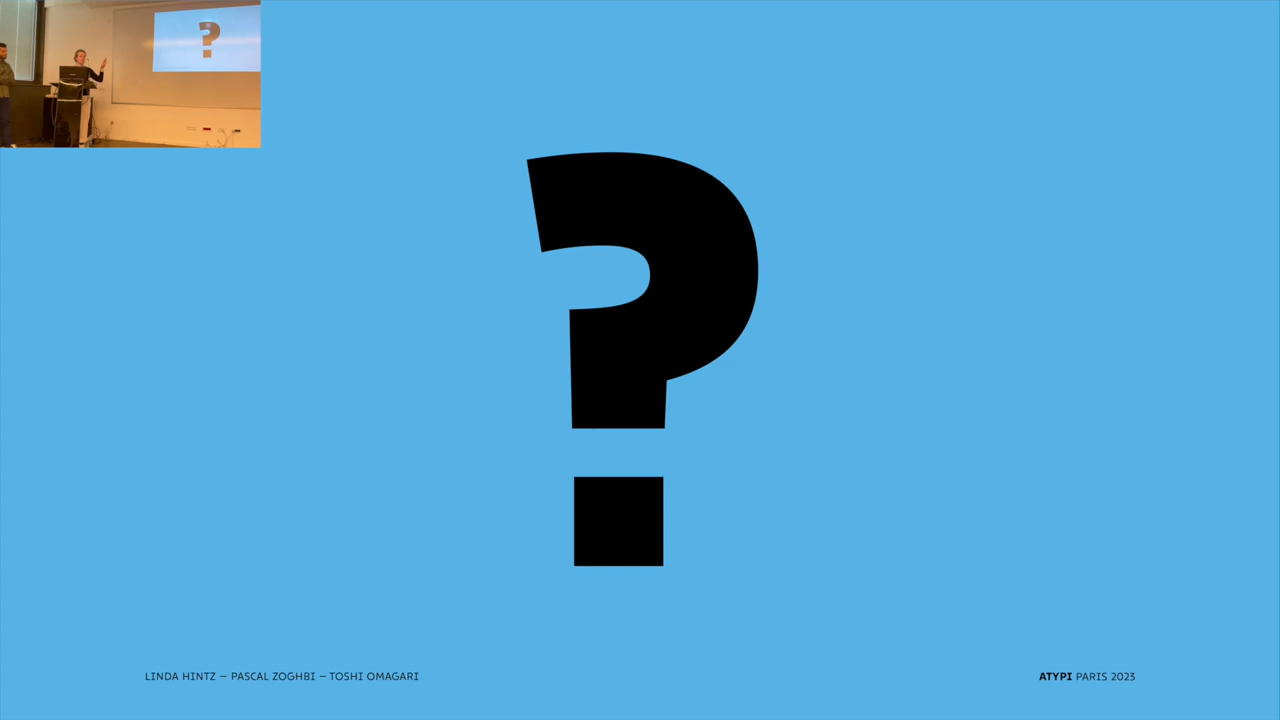 ?
?
LINDA HINTZ – PASCAL ZOGHBI – TOSHI OMAGARI
ATYPI PARIS 2023